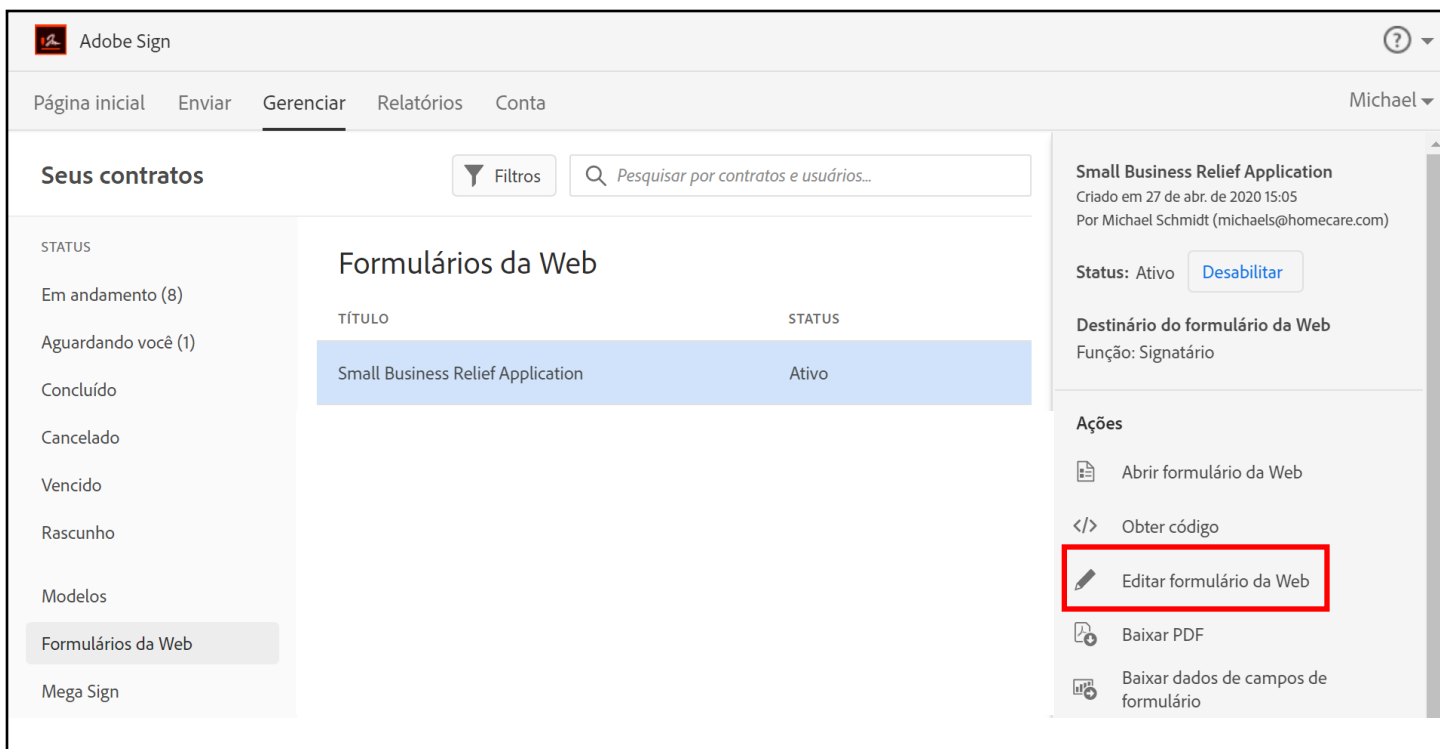 Adobe Sign
?
Página inicial Enviar Gerenciar Relatórios Conta
Michael
Seus contratos
Filtros
Pesquisar por contratos e usuários...
STATUS
Em andamento (8)
Aguardando você (1)
Concluído
Cancelado
Vencido
Rascunho
Modelos
Formulários da Web
Mega Sign
Formulários da Web
TÍTULO STATUS
Small Business Relief Application Ativo
Small Business Relief Application
Criado em 27 de abr. de 2020 15:05
Por Michael Schmidt (michaels@homecare.com)
Status: Ativo Desabilitar
Destinário do formulário da Web
Função: Signatário
Ações
Abrir formulário da Web
</> Obter código
Editar formulário da Web
Baixar PDF
Baixar dados de campos de
formulário